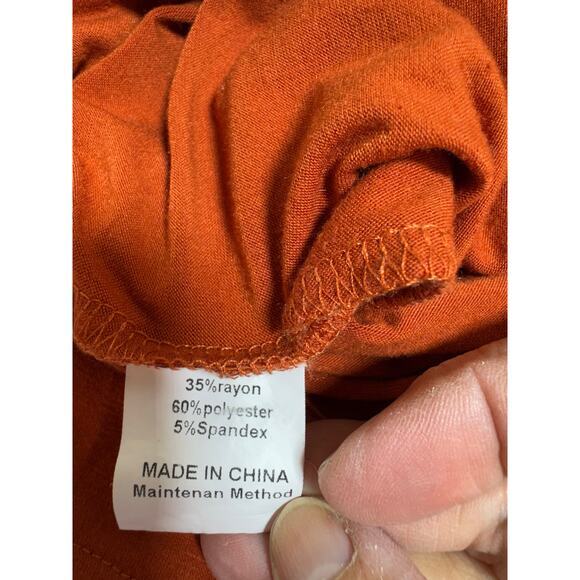 35%rayon
60%polyester
5%Spandex
MADE IN CHINA
Maintenan Method